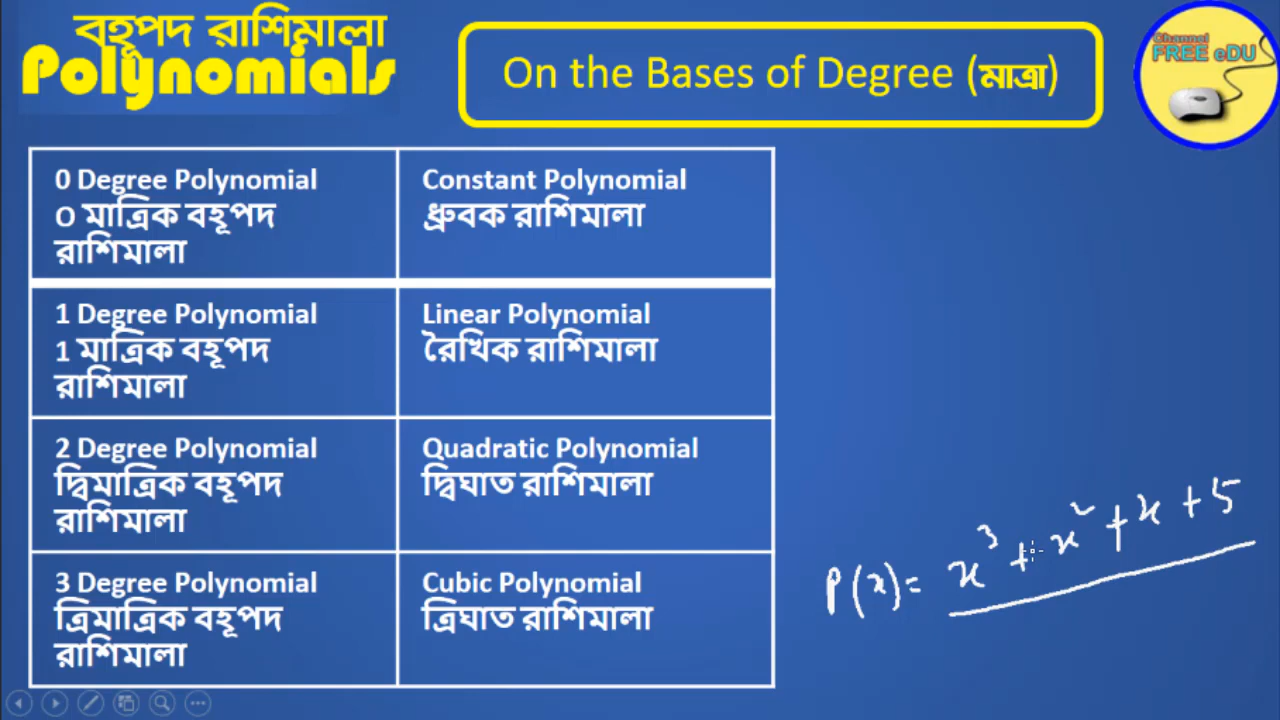 বহূপদ রাশিমালা
Polynomials
On the Bases of Degree (মাত্রা)
Channel
FREE eDU
0 Degree Polynomial
O মাত্রিক বহূপদ
রাশিমালা
Constant Polynomial
ধ্রুবক রাশিমালা
1 Degree Polynomial
1 মাত্রিক বহূপদ
রাশিমালা
Linear Polynomial
রৈখিক রাশিমালা
2 Degree Polynomial
দ্বিমাত্রিক বহূপদ
রাশিমালা
Quadratic Polynomial
দ্বিঘাত রাশিমালা
3 Degree Polynomial
ত্রিমাত্রিক বহূপদ
রাশিমালা
Cubic Polynomial
ত্রিঘাত রাশিমালা
P(x) = x³ + x² + x + 5